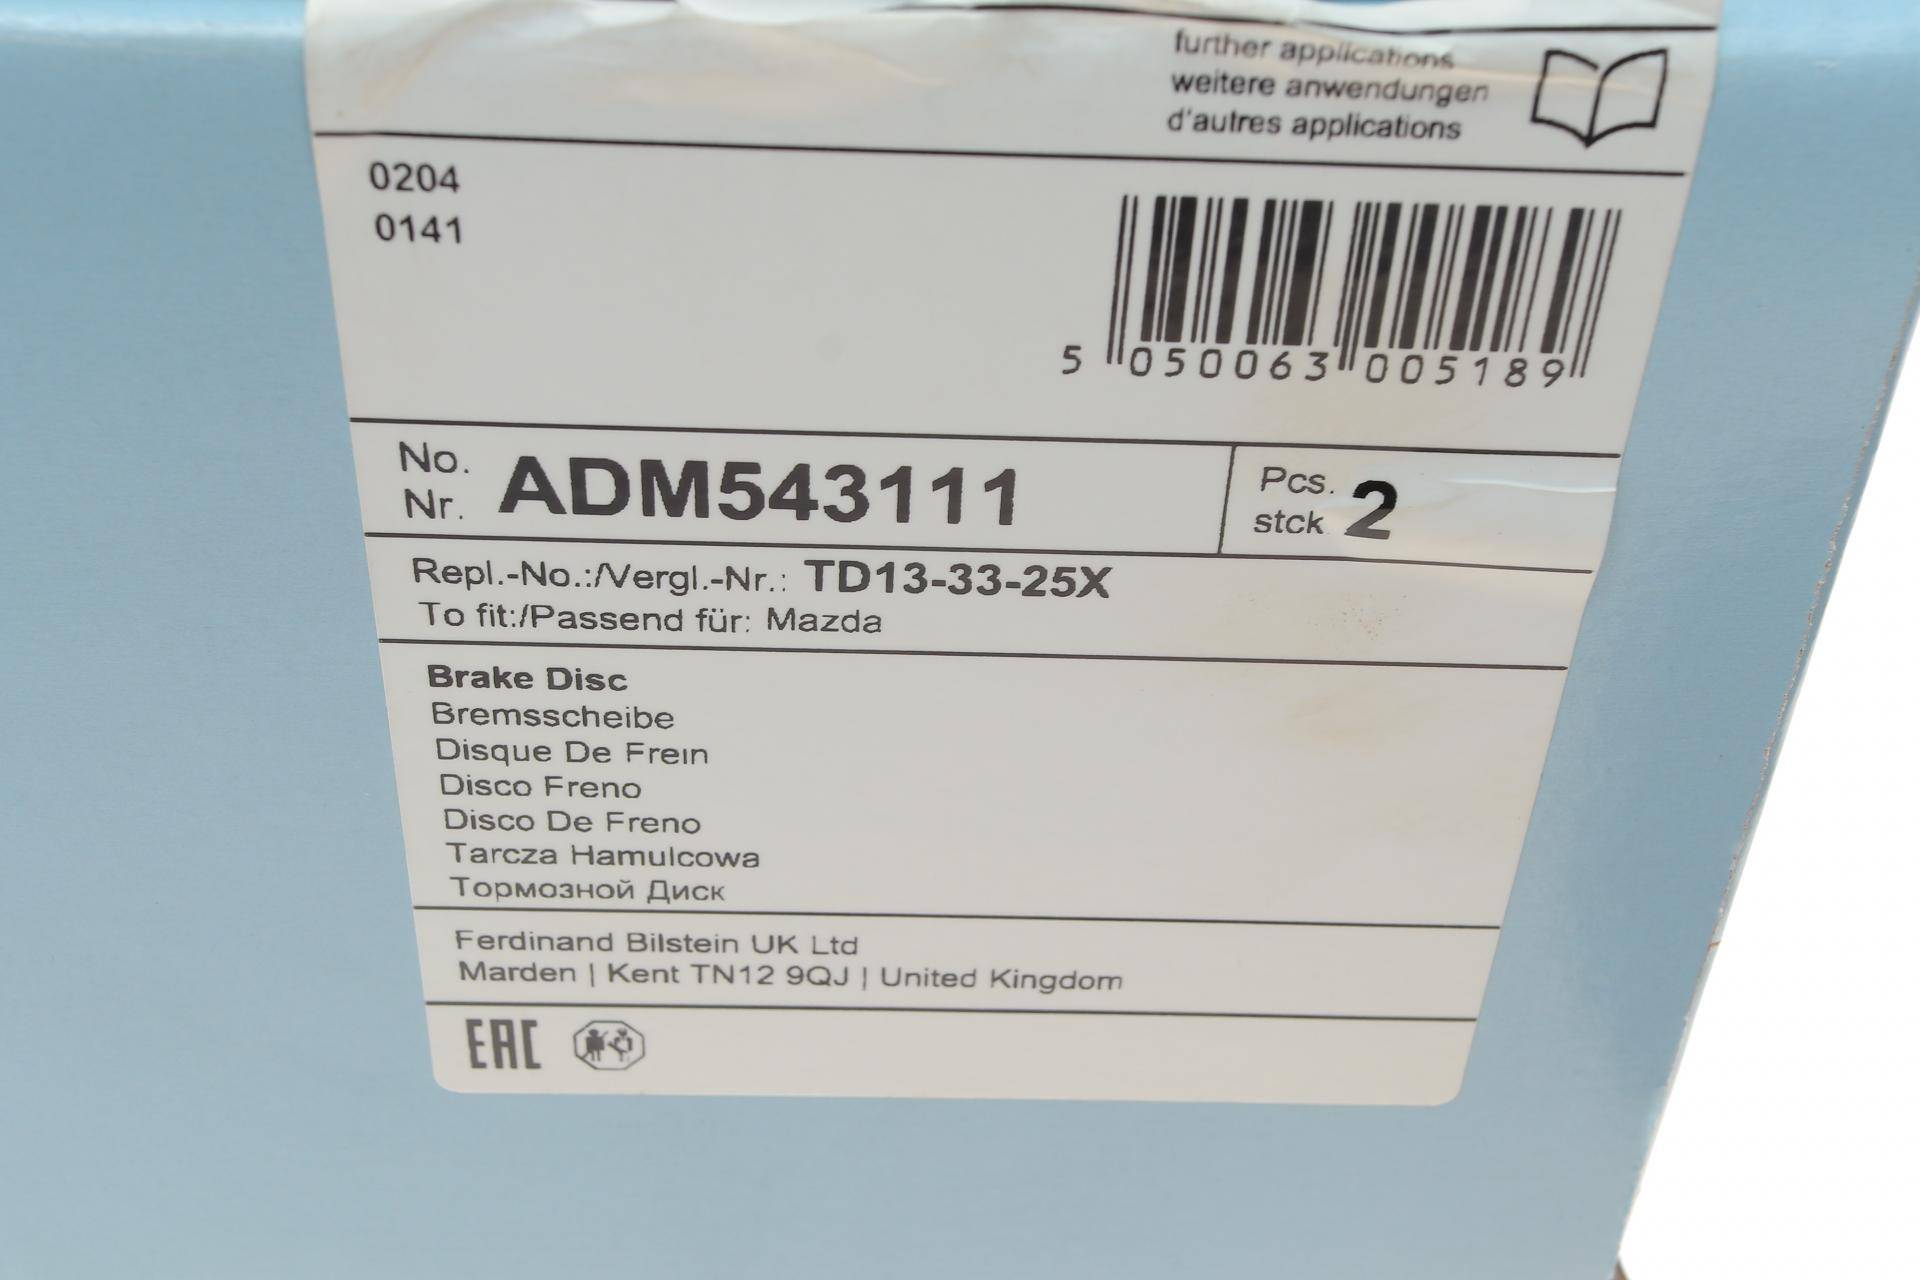 further applications
weitere anwendungen
d'autres applications
0204
0141
5 050063 005189
No.
Nr. ADM543111
Pcs.
stck 2
Repl.-No.:/Vergl.-Nr.: TD13-33-25X
To fit:/Passend für: Mazda
Brake Disc
Bremsscheibe
Disque De Frein
Disco Freno
Disco De Freno
Tarcza Hamulcowa
Тормозной Диск
Ferdinand Bilstein UK Ltd
Marden | Kent TN12 9QJ | United Kingdom
EAC